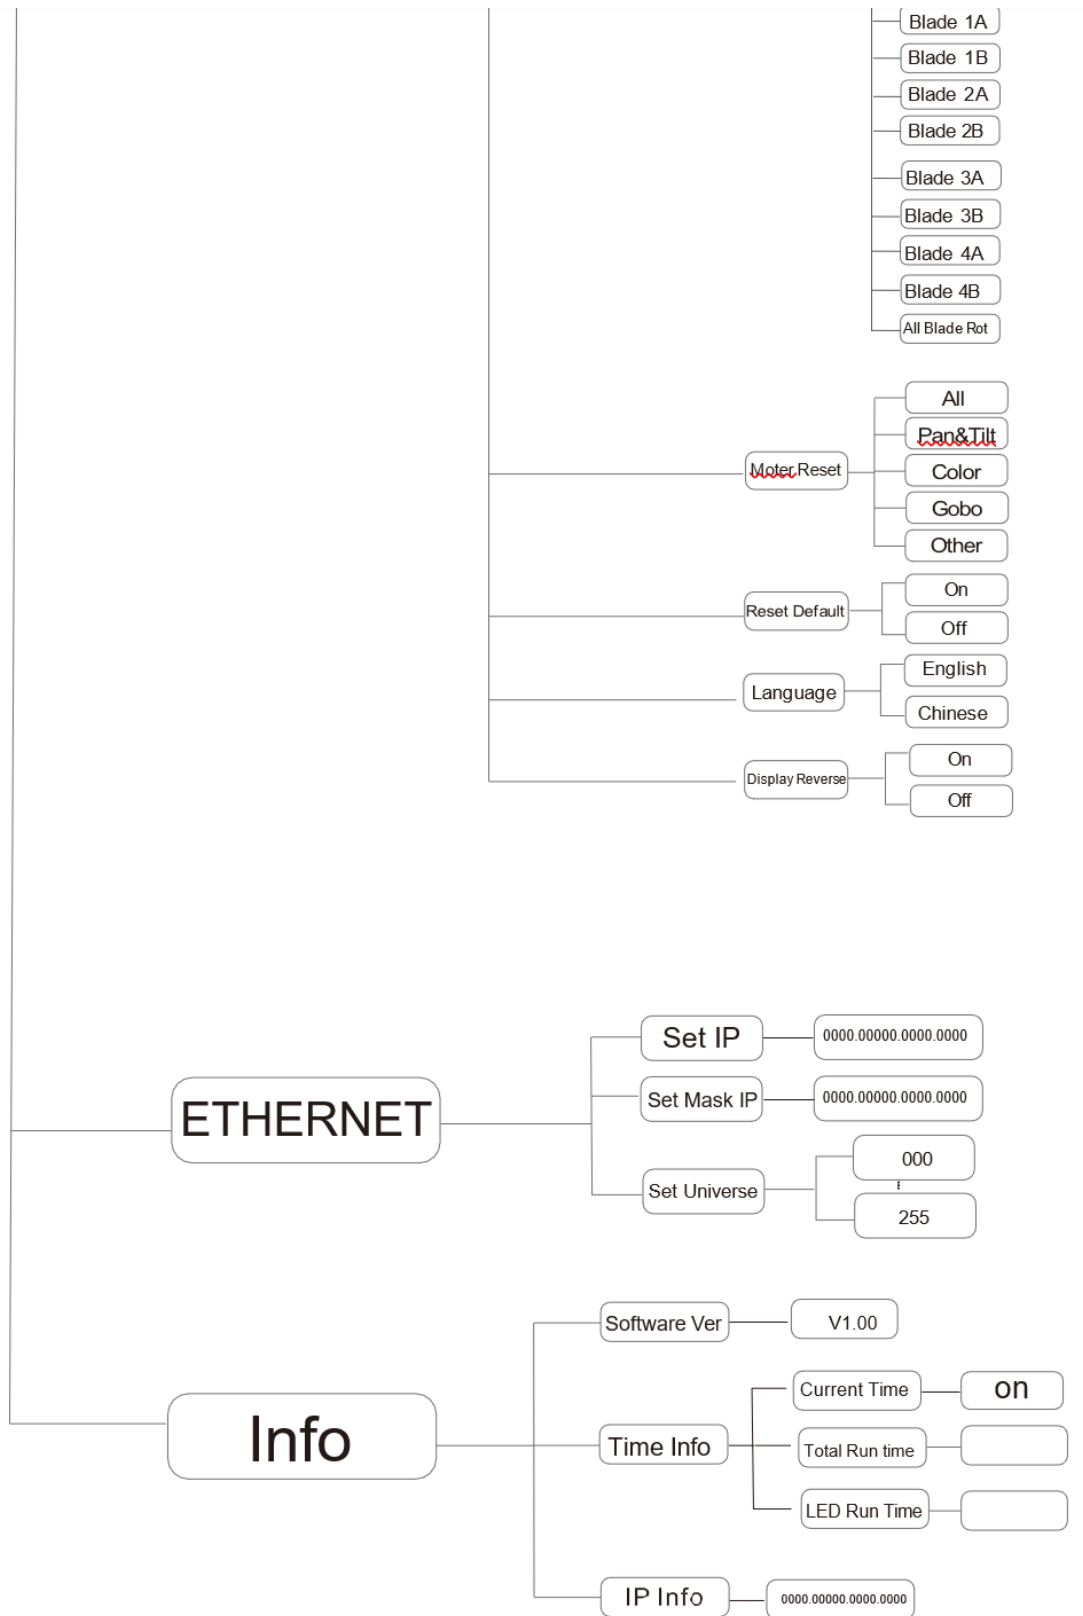 Blade 1A
Blade 1B
Blade 2A
Blade 2B
Blade 3A
Blade 3B
Blade 4A
Blade 4B
All Blade Rot
Moter Reset
All
Pan&Tilt
Color
Gobo
Other
Reset Default
On
Off
Language
English
Chinese
Display Reverse
On
Off
ETHERNET
Set IP
0000.00000.0000.0000
Set Mask IP
0000.00000.0000.0000
Set Universe
000
255
Info
Software Ver
V1.00
Time Info
Current Time
on
Total Run time
LED Run Time
IP Info
0000.00000.0000.0000